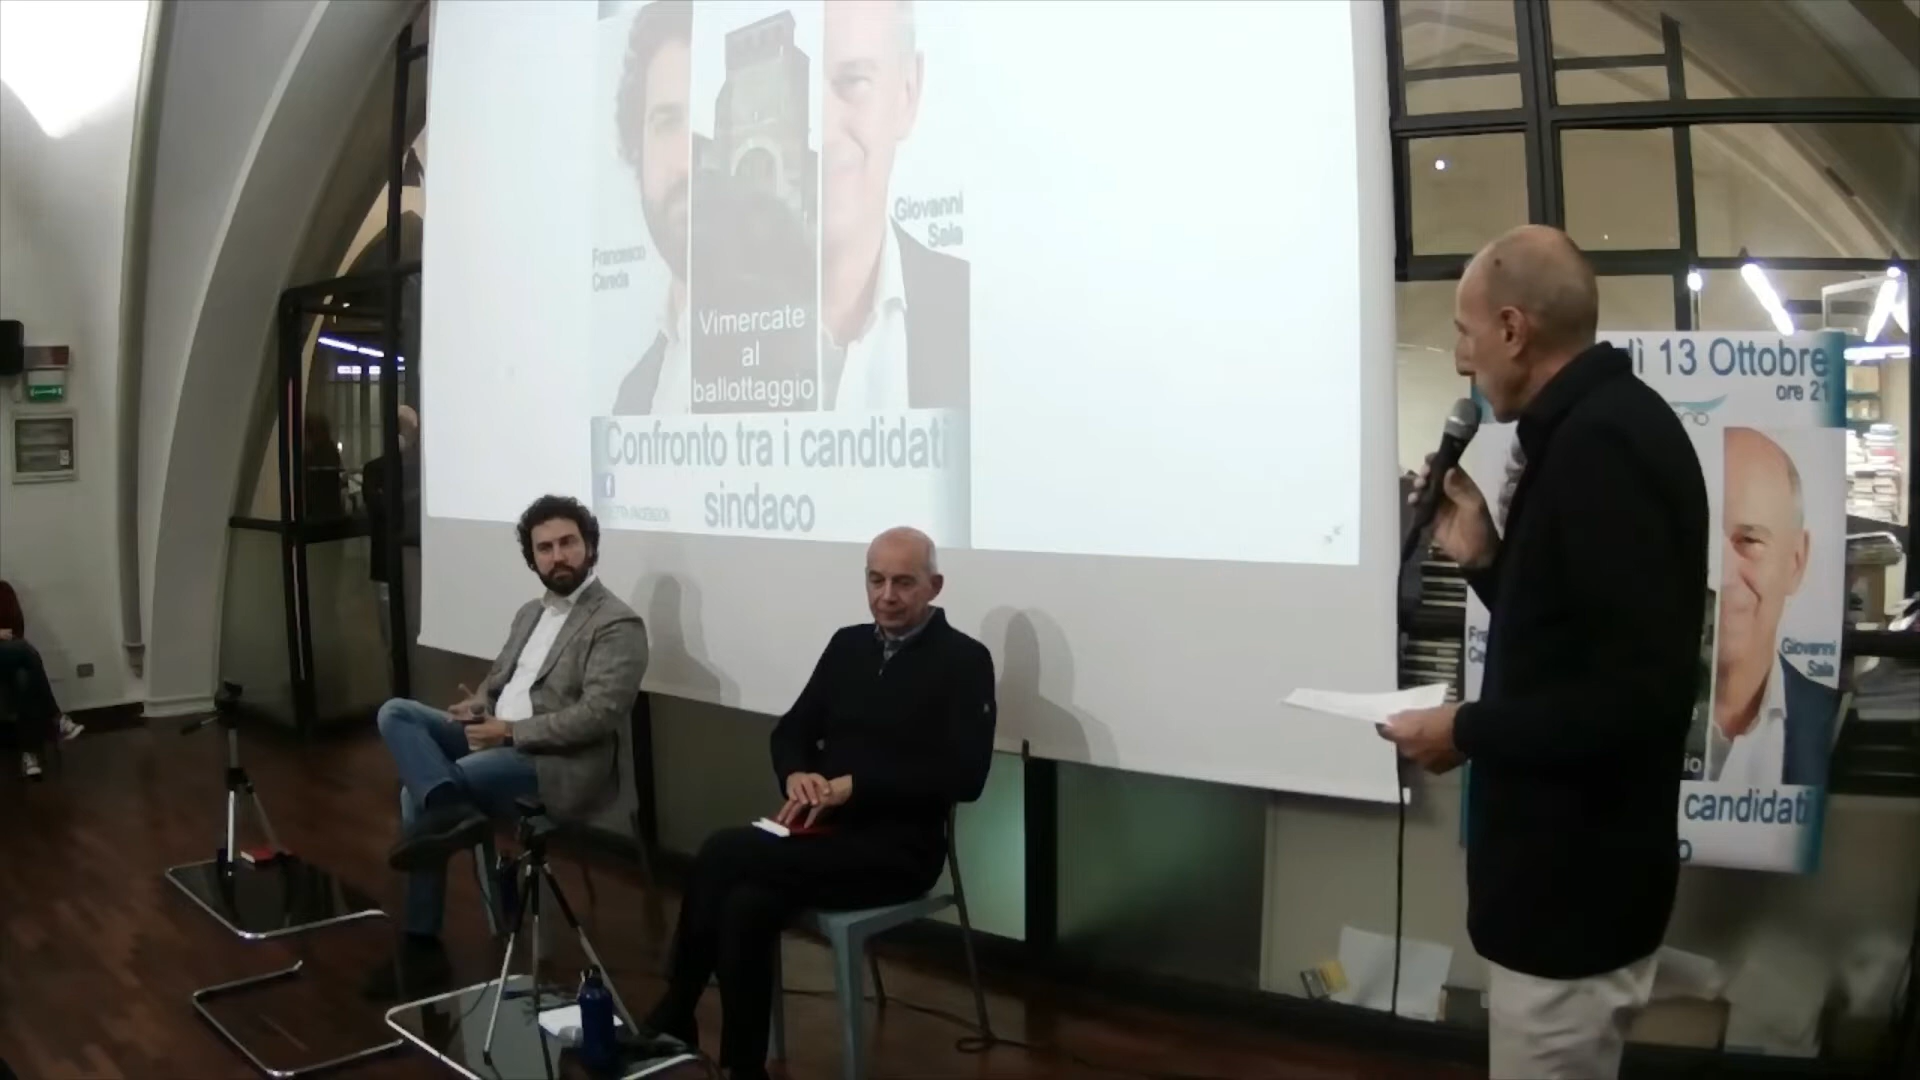 Giovanni
Sala
Francesco
Cereda
Vimercate
al
ballottaggio
Confronto tra i candidati
sindaco
dì 13 Ottobre
ore 21
Giovanni
Sala
candidati